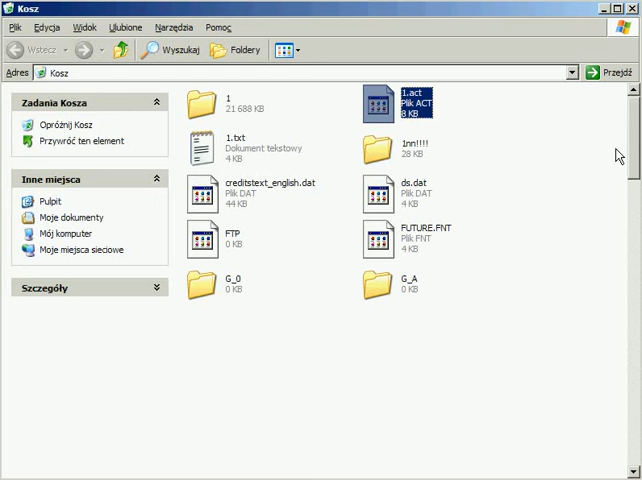 Kosz
Plik Edycja Widok Ulubione Narzędzia Pomoc
Wstecz Wyszukaj Foldery
Adres Kosz Przejdź
Zadania Kosza
Opróżnij Kosz
Przywróć ten element
Inne miejsca
Pulpit
Moje dokumenty
Mój komputer
Moje miejsca sieciowe
Szczegóły
1
21 688 KB
1.act
Plik ACT
8 KB
1.txt
Dokument tekstowy
4 KB
1nn!!!!
28 KB
creditstext_english.dat
Plik DAT
44 KB
ds.dat
Plik DAT
4 KB
FTP
0 KB
FUTURE.FNT
Plik FNT
4 KB
G_0
0 KB
G_A
0 KB